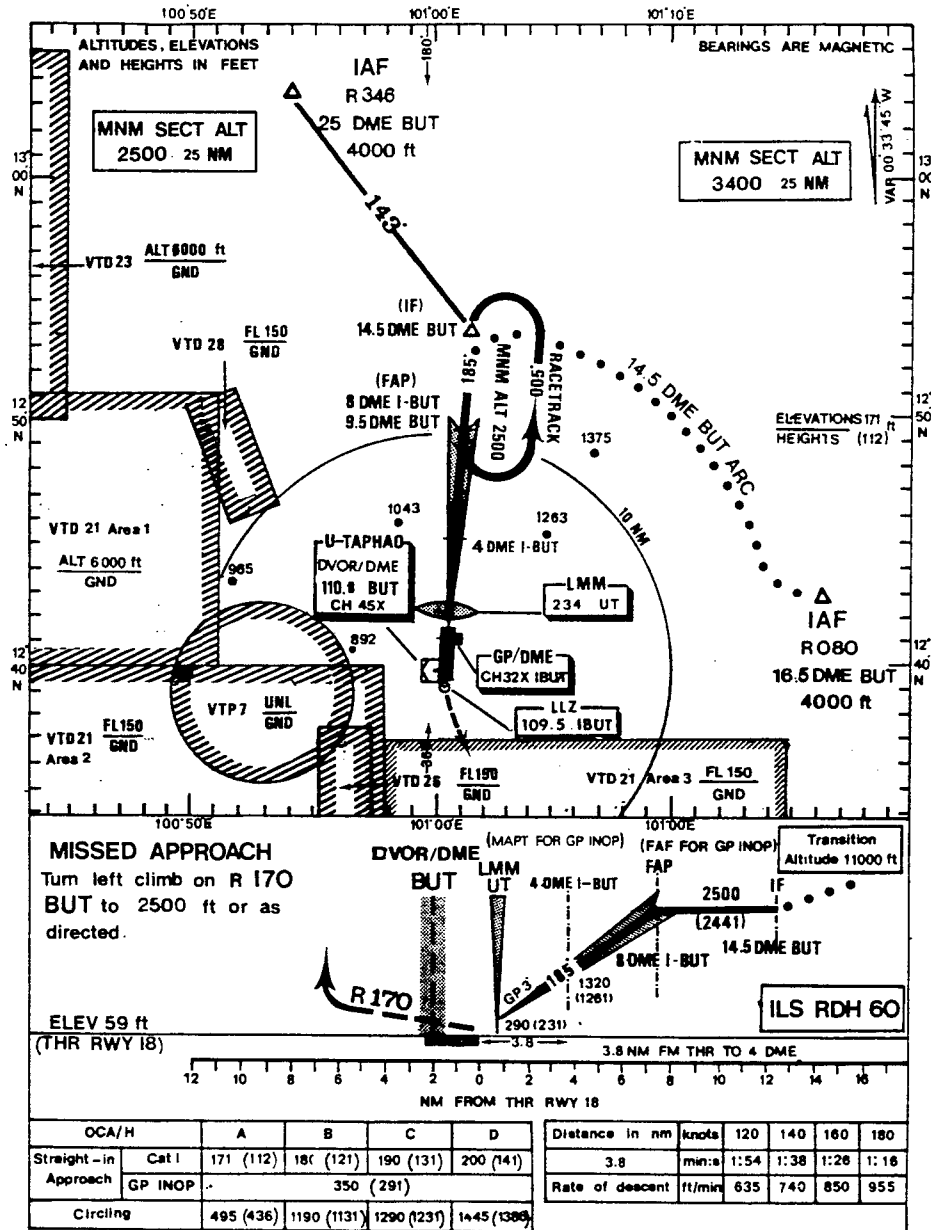 100°50'E
101°00'E
101°10'E
ALTITUDES, ELEVATIONS
AND HEIGHTS IN FEET
180°
BEARINGS ARE MAGNETIC
IAF
R 346
25 DME BUT
4000 ft
MNM SECT ALT
2500 25 NM
MNM SECT ALT
3400 25 NM
VAR 00 33 45 W
13
00
N
13
00
N
143°
VTD 23 ALT 6000 ft
GND
(IF)
14.5 DME BUT
VTD 28 FL 150
GND
(FAP)
8 DME I-BUT
9.5 DME BUT
185°
MNM ALT 2500
RACETRACK
14.5 DME BUT ARC
12
50
N
12
50
N
ELEVATIONS 171 ft
HEIGHTS (112)
1375
1043
1263
10 NM
4 DME I-BUT
VTD 21 Area 1
ALT 6000 ft
GND
965
U-TAPHAO
DVOR/DME
110.8 BUT
CH 45X
LMM
234 UT
IAF
R 080
16.5 DME BUT
4000 ft
892
GP/DME
CH32X IBUT
12
40
N
12
40
N
LLZ
109.5 IBUT
VTP7 UNL
GND
VTD 21 FL150
Area 2 GND
VTD 26
FL150
GND
VTD 21 Area 3 FL 150
GND
100°50'E
101°00'E
101°00'E
MISSED APPROACH
Turn left climb on R 170
BUT to 2500 ft or as
directed.
DVOR/DME
BUT
LMM
UT
(MAPT FOR GP INOP)
4 DME I-BUT
(FAF FOR GP INOP)
FAP
Transition
Altitude 11000 ft
2500
(2441)
IF
14.5 DME BUT
8 DME I-BUT
GP 3°
185°
1320
(1261)
R 170
290 (231)
3.8
ILS RDH 60
ELEV 59 ft
(THR RWY 18)
3.8 NM FM THR TO 4 DME
12 10 8 6 4 2 0 2 4 6 8 10 12 14 16
NM FROM THR RWY 18
OCA/H A B C D
Straight-in Approach Cat I 171 (112) (121) 190 (131) 200 (141)
GP INOP 350 (291)
Circling 495 (436) 1190 (1131) 1290 (1231) 1445 (1386)
Distance in nm knots 120 140 160 180
3.8 min:s 1:54 1:38 1:26 1:16
Rate of descent ft/min 635 740 850 955